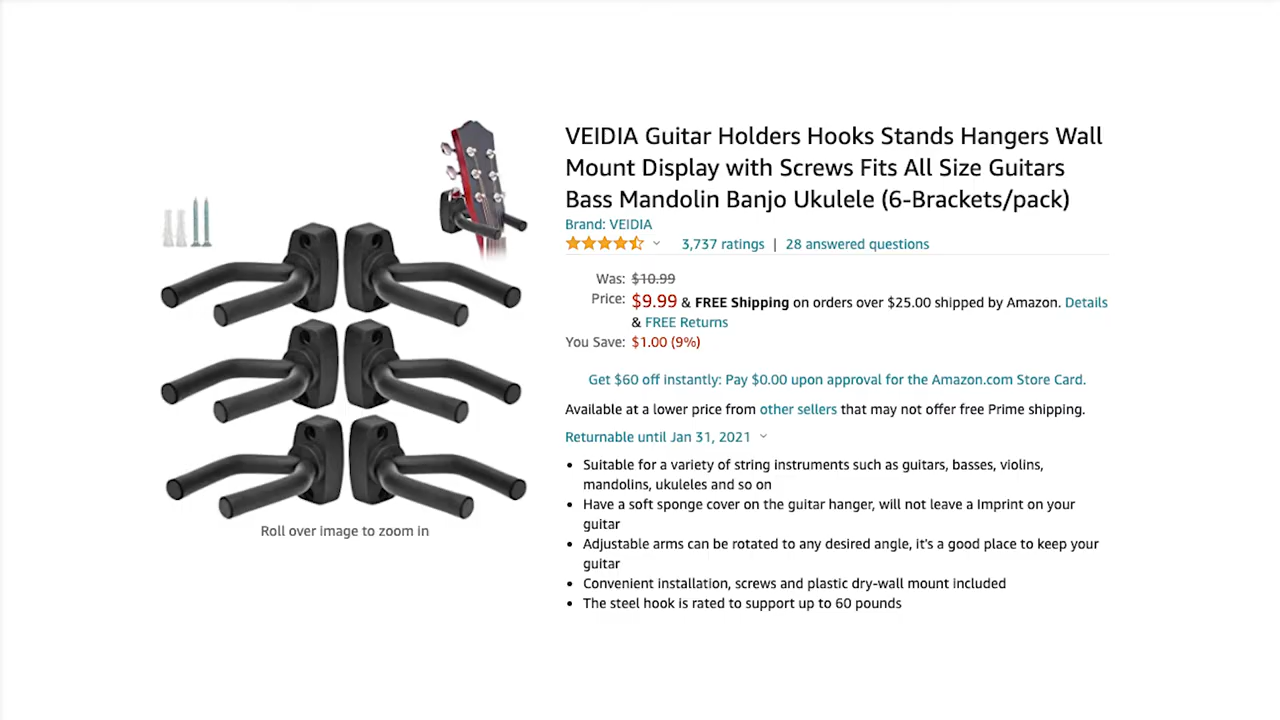 VEIDIA Guitar Holders Hooks Stands Hangers Wall
Mount Display with Screws Fits All Size Guitars
Bass Mandolin Banjo Ukulele (6-Brackets/pack)
Brand: VEIDIA
3,737 ratings | 28 answered questions
Was: $10.99
Price: $9.99 & FREE Shipping on orders over $25.00 shipped by Amazon. Details
& FREE Returns
You Save: $1.00 (9%)
Get $60 off instantly: Pay $0.00 upon approval for the Amazon.com Store Card.
Available at a lower price from other sellers that may not offer free Prime shipping.
Returnable until Jan 31, 2021
• Suitable for a variety of string instruments such as guitars, basses, violins,
mandolins, ukuleles and so on
• Have a soft sponge cover on the guitar hanger, will not leave a Imprint on your
guitar
• Adjustable arms can be rotated to any desired angle, it's a good place to keep your
guitar
• Convenient installation, screws and plastic dry-wall mount included
• The steel hook is rated to support up to 60 pounds
Roll over image to zoom in